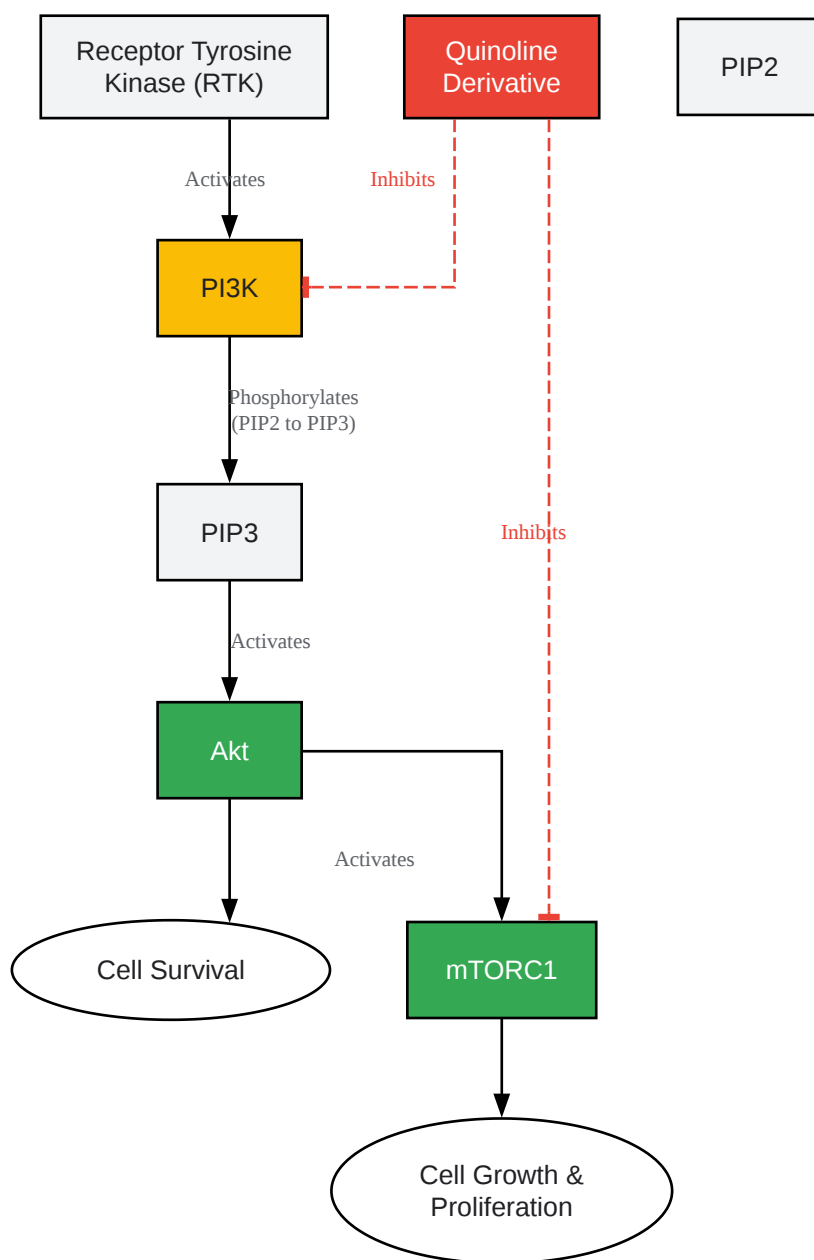 Receptor Tyrosine
Kinase (RTK)
Quinoline
Derivative
PIP2
Activates
Inhibits
PI3K
Phosphorylates
(PIP2 to PIP3)
PIP3
Inhibits
Activates
Akt
Activates
Cell Survival
mTORC1
Cell Growth &
Proliferation